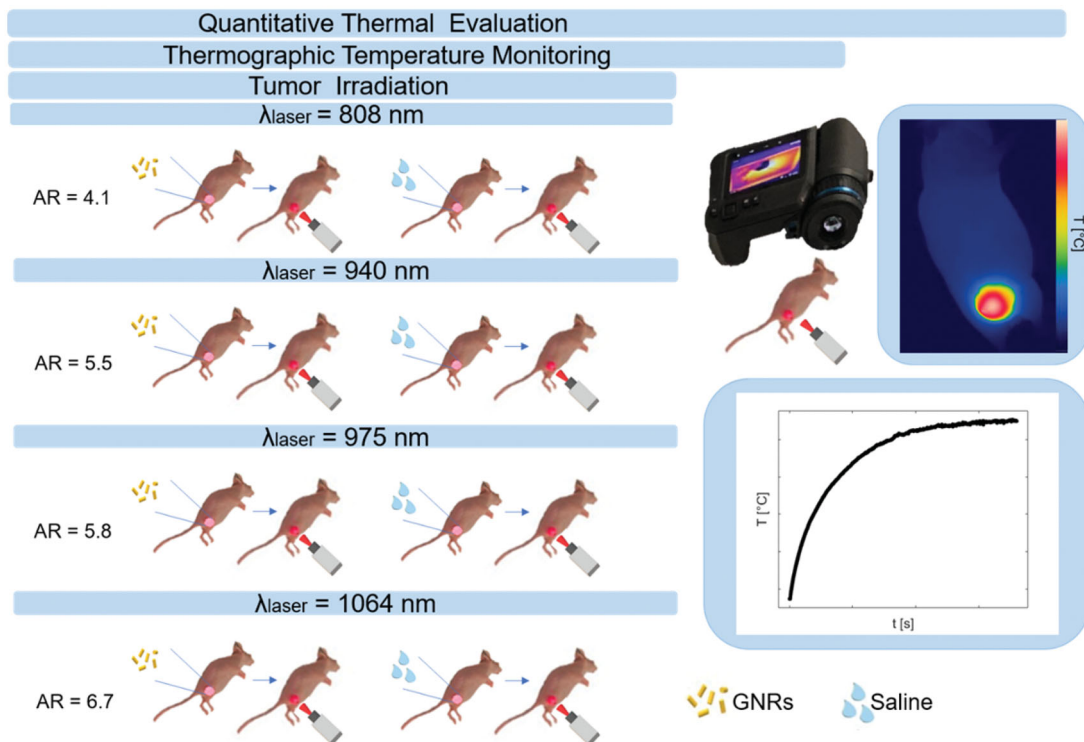 Quantitative Thermal Evaluation
Thermographic Temperature Monitoring
Tumor Irradiation
λlaser = 808 nm
AR = 4.1
λlaser = 940 nm
AR = 5.5
λlaser = 975 nm
AR = 5.8
λlaser = 1064 nm
AR = 6.7
T [°C]
T [°C]
t [s]
GNRs
Saline